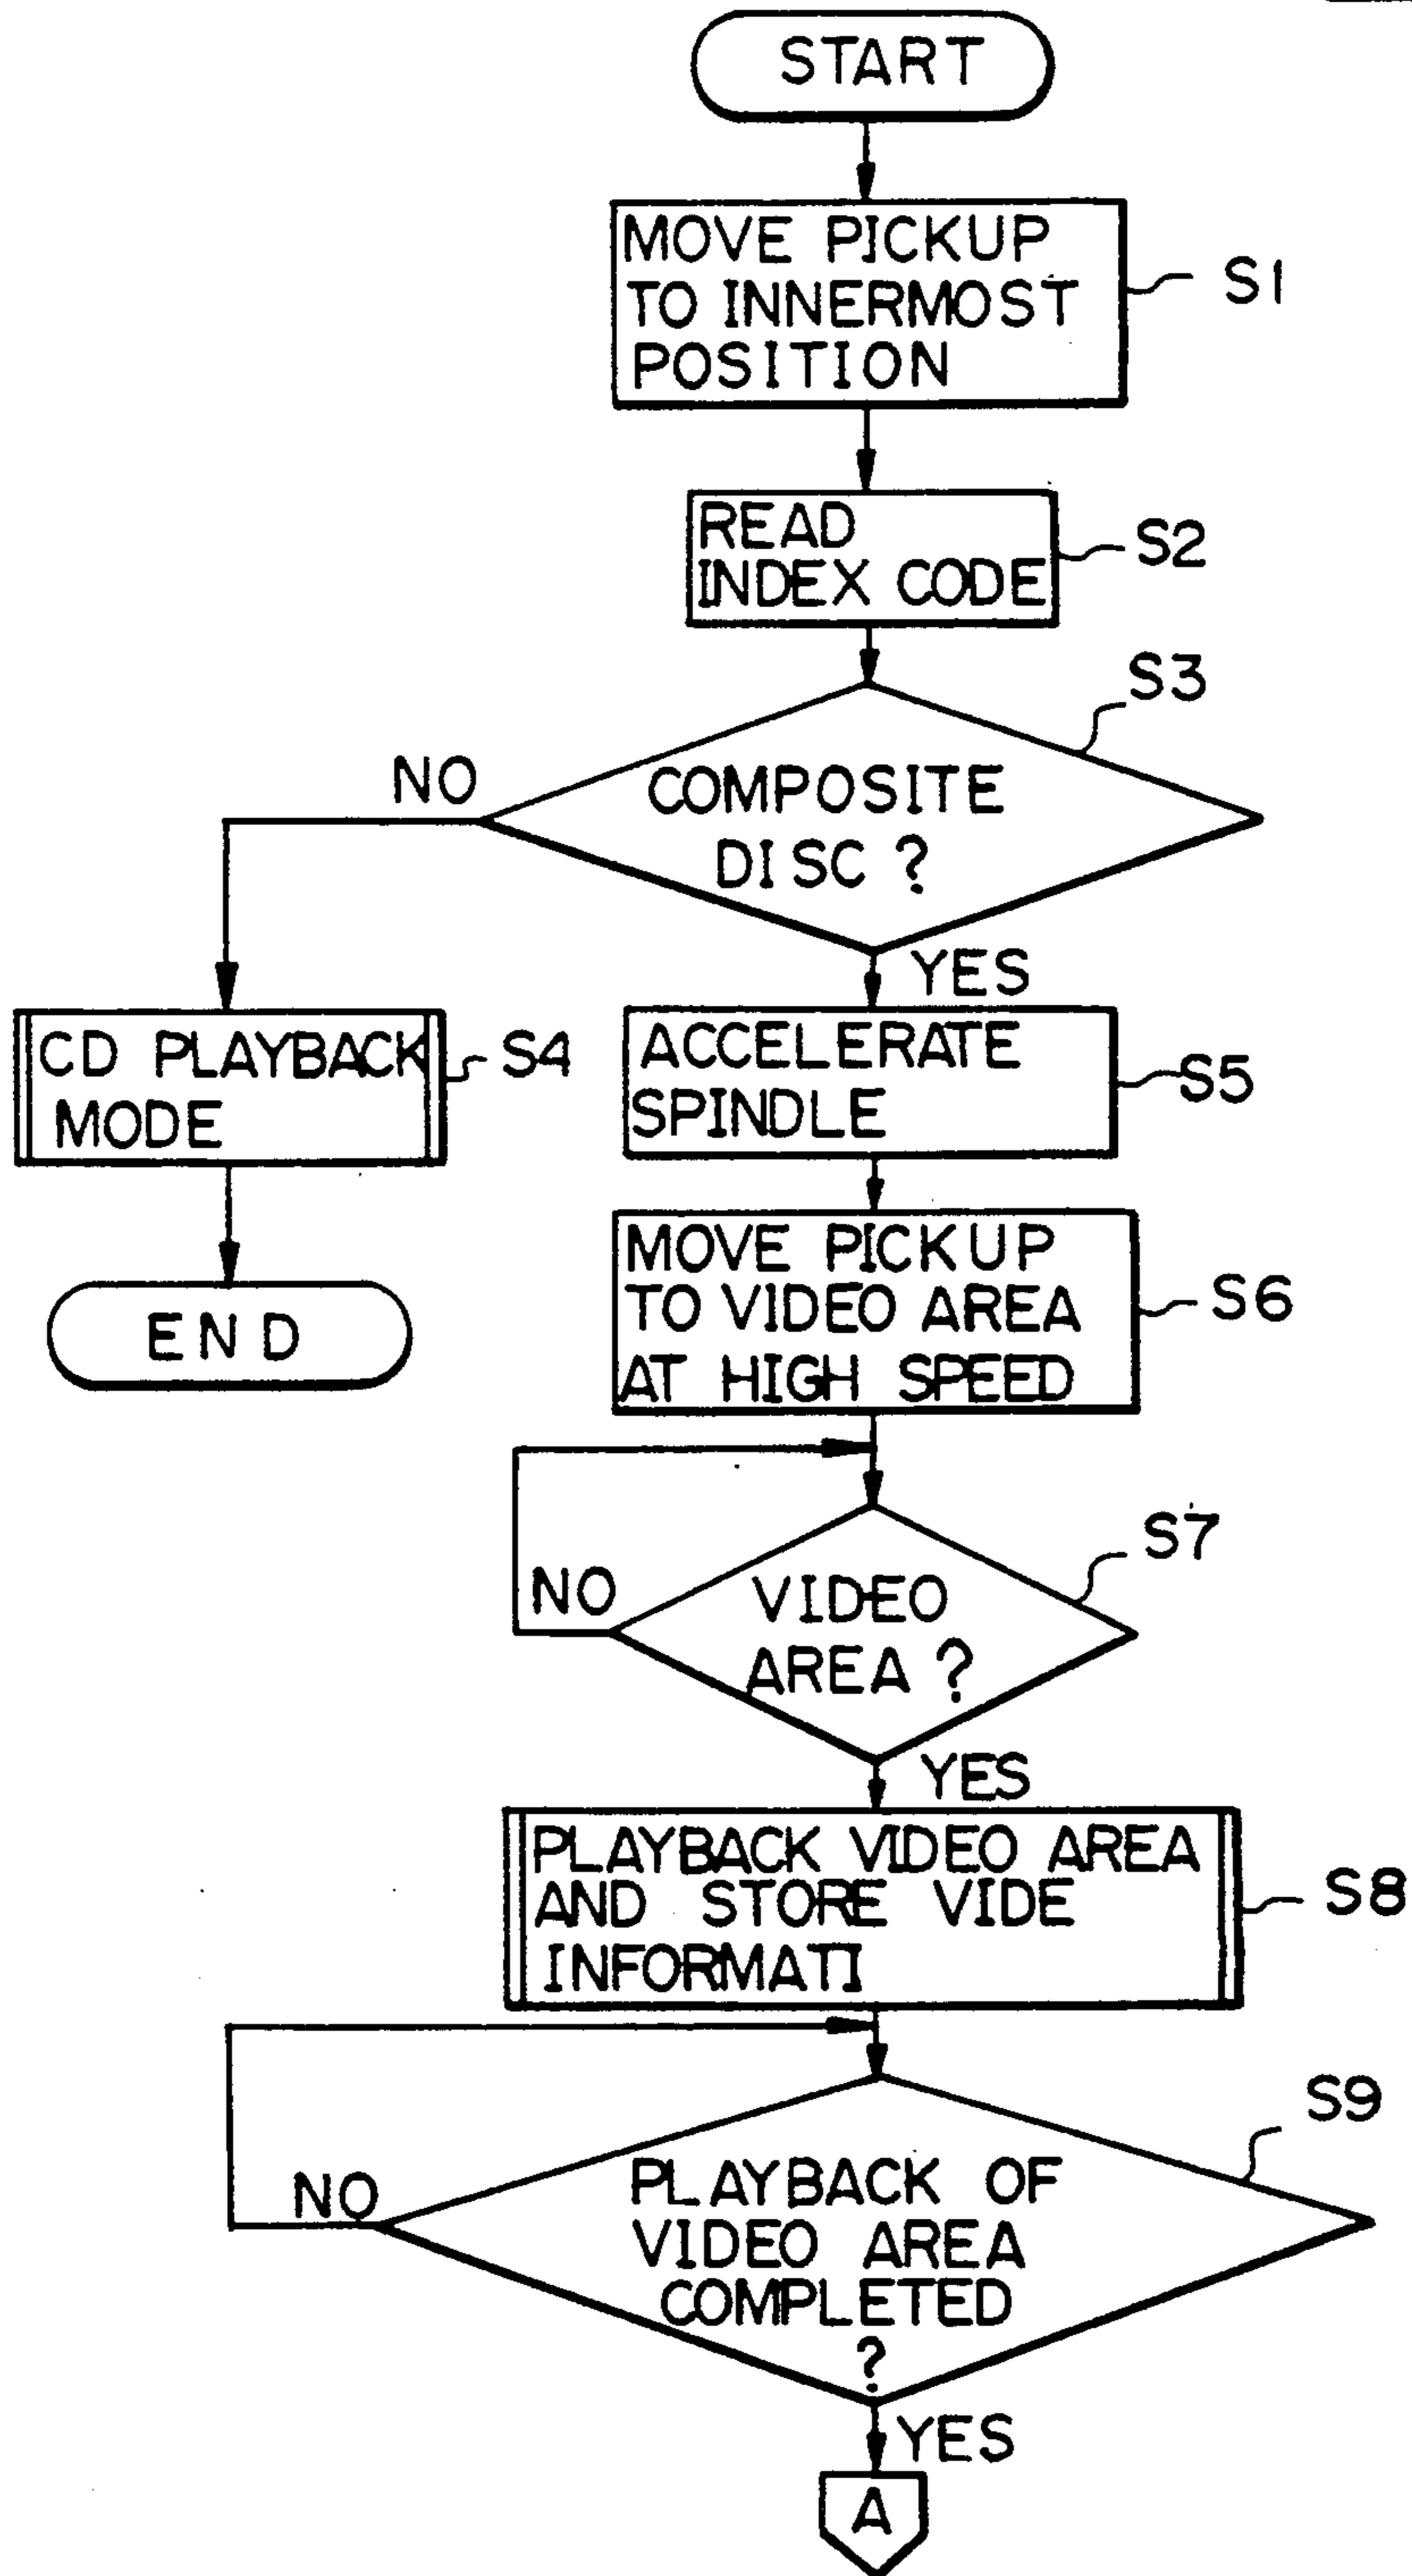 START
MOVE PICKUP
TO INNERMOST
POSITION
S1
READ
INDEX CODE
S2
S3
COMPOSITE
DISC ?
NO
YES
CD PLAYBACK
MODE
S4
END
ACCELERATE
SPINDLE
S5
MOVE PICKUP
TO VIDEO AREA
AT HIGH SPEED
S6
S7
VIDEO
AREA ?
NO
YES
PLAYBACK VIDEO AREA
AND STORE VIDE
INFORMATI
S8
S9
PLAYBACK OF
VIDEO AREA
COMPLETED
?
NO
YES
A